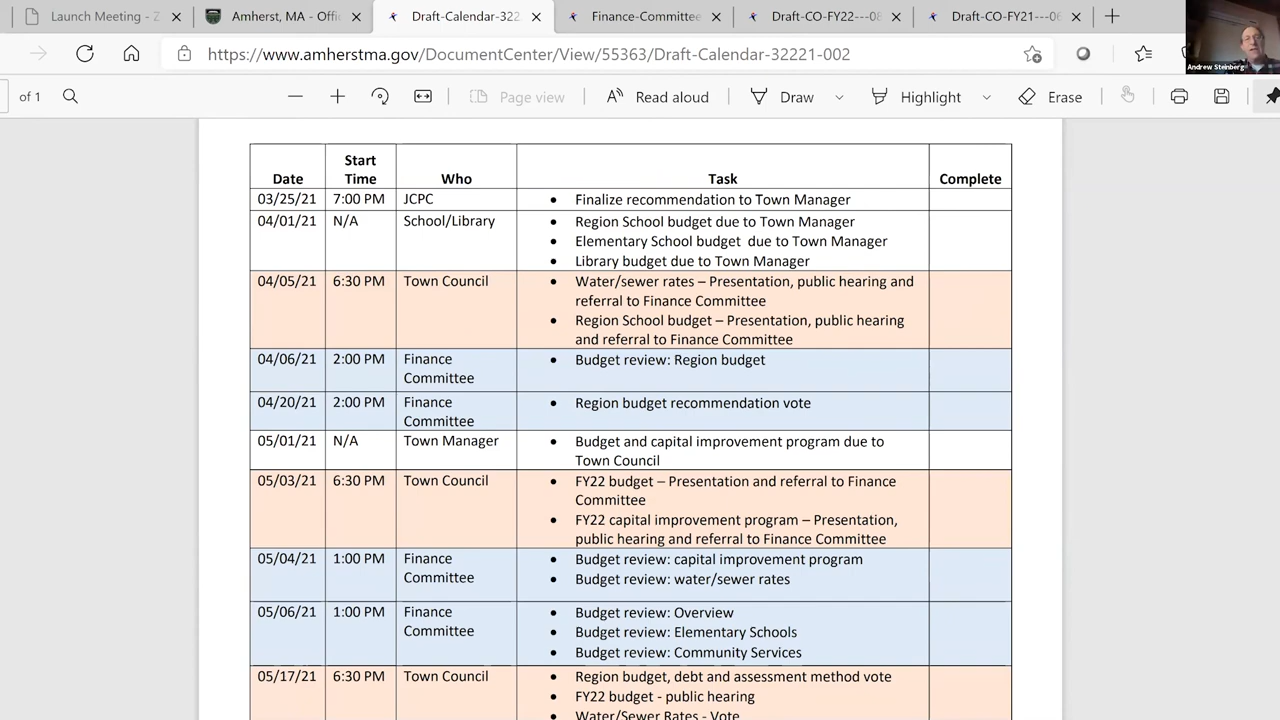 Launch Meeting - Z
Amherst, MA - Offi
Draft-Calendar-322
Finance-Committee
Draft-CO-FY22---08
Draft-CO-FY21---06
https://www.amherstma.gov/DocumentCenter/View/55363/Draft-Calendar-32221-002
Andrew Steinberg
of 1
Page view
Read aloud
Draw
Highlight
Erase
Date
Start
Time
Who
Task
Complete
03/25/21 7:00 PM JCPC • Finalize recommendation to Town Manager
04/01/21 N/A School/Library • Region School budget due to Town Manager
• Elementary School budget due to Town Manager
• Library budget due to Town Manager
04/05/21 6:30 PM Town Council • Water/sewer rates – Presentation, public hearing and
referral to Finance Committee
• Region School budget – Presentation, public hearing
and referral to Finance Committee
04/06/21 2:00 PM Finance • Budget review: Region budget
Committee
04/20/21 2:00 PM Finance • Region budget recommendation vote
Committee
05/01/21 N/A Town Manager • Budget and capital improvement program due to
Town Council
05/03/21 6:30 PM Town Council • FY22 budget – Presentation and referral to Finance
Committee
• FY22 capital improvement program – Presentation,
public hearing and referral to Finance Committee
05/04/21 1:00 PM Finance • Budget review: capital improvement program
Committee • Budget review: water/sewer rates
05/06/21 1:00 PM Finance • Budget review: Overview
Committee • Budget review: Elementary Schools
• Budget review: Community Services
05/17/21 6:30 PM Town Council • Region budget, debt and assessment method vote
• FY22 budget - public hearing
• Water/Sewer Rates - Vote